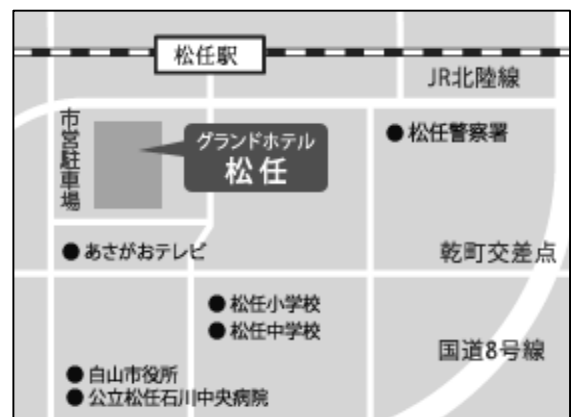 松任駅
JR北陸線
市営駐車場
グランドホテル
松任
松任警察署
あさがおテレビ
乾町交差点
松任小学校
松任中学校
国道8号線
白山市役所
公立松任石川中央病院